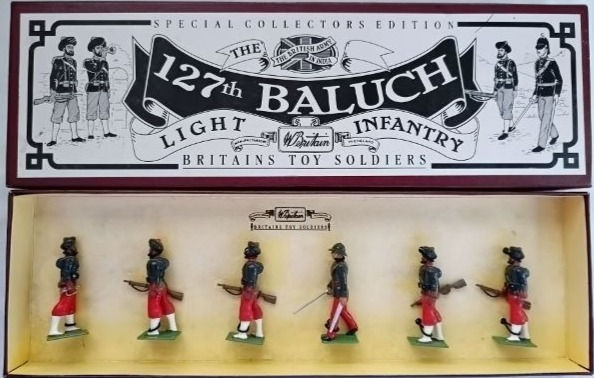 SPECIAL COLLECTORS EDITION
THE
THE BRITISH ARMY
IN INDIA
127th BALUCH
LIGHT INFANTRY
W.Britain
BRITAINS TOY SOLDIERS
W.Britain
BRITAINS TOY SOLDIERS